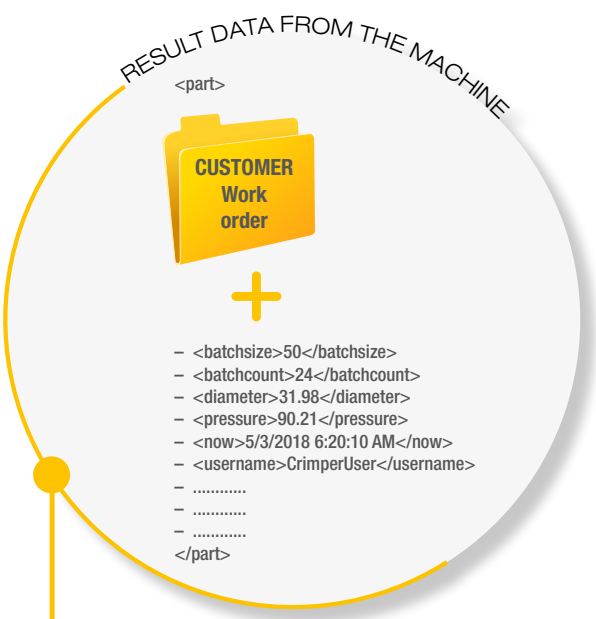 RESULT DATA FROM THE MACHINE
<part>
CUSTOMER
Work
order
+
– <batchsize>50</batchsize>
– <batchcount>24</batchcount>
– <diameter>31.98</diameter>
– <pressure>90.21</pressure>
– <now>5/3/2018 6:20:10 AM</now>
– <username>CrimperUser</username>
– ............
– ............
– ............
</part>